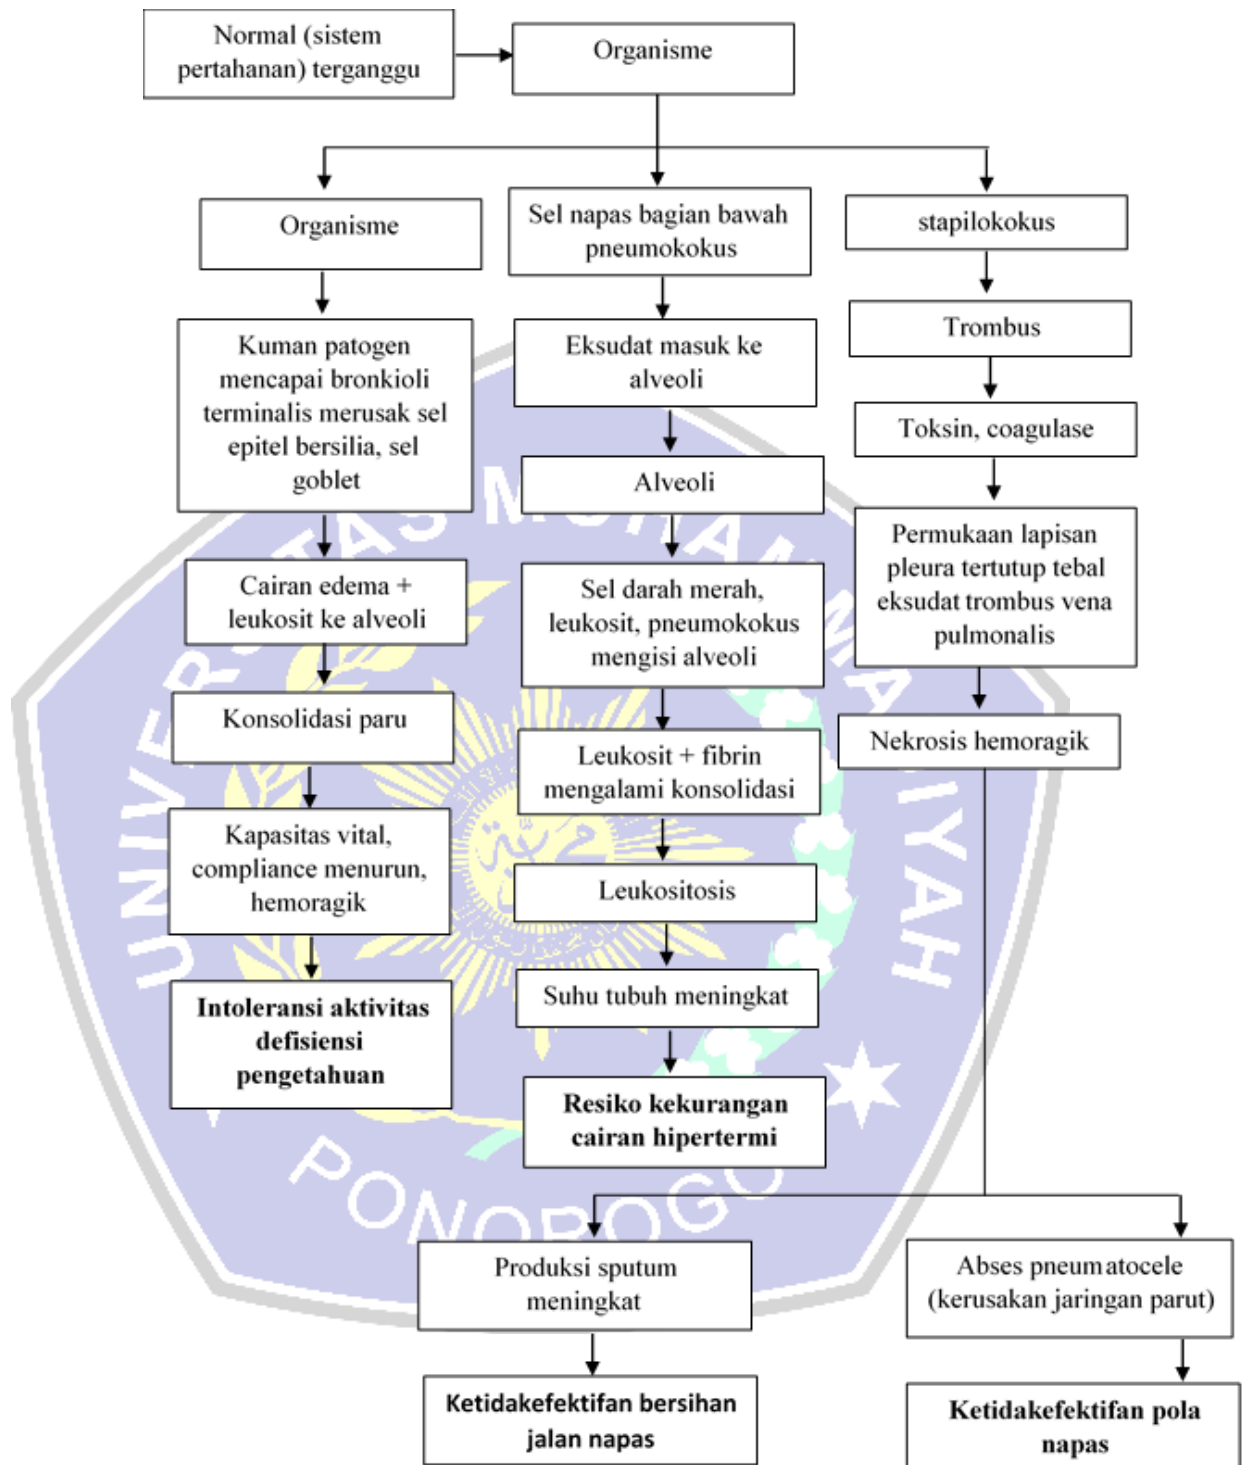 Normal (sistem
pertahanan) terganggu
Organisme
Organisme
Kuman patogen
mencapai bronkioli
terminalis merusak sel
epitel bersilia, sel
goblet
Cairan edema +
leukosit ke alveoli
Konsolidasi paru
Kapasitas vital,
compliance menurun,
hemoragik
Intoleransi aktivitas
defisiensi
pengetahuan
Sel napas bagian bawah
pneumokokus
Eksudat masuk ke
alveoli
Alveoli
Sel darah merah,
leukosit, pneumokokus
mengisi alveoli
Leukosit + fibrin
mengalami konsolidasi
Leukositosis
Suhu tubuh meningkat
Resiko kekurangan
cairan hipertermi
stapilokokus
Trombus
Toksin, coagulase
Permukaan lapisan
pleura tertutup tebal
eksudat trombus vena
pulmonalis
Nekrosis hemoragik
Produksi sputum
meningkat
Ketidakefektifan bersihan
jalan napas
Abses pneumatocele
(kerusakan jaringan parut)
Ketidakefektifan pola
napas
PONOROGO